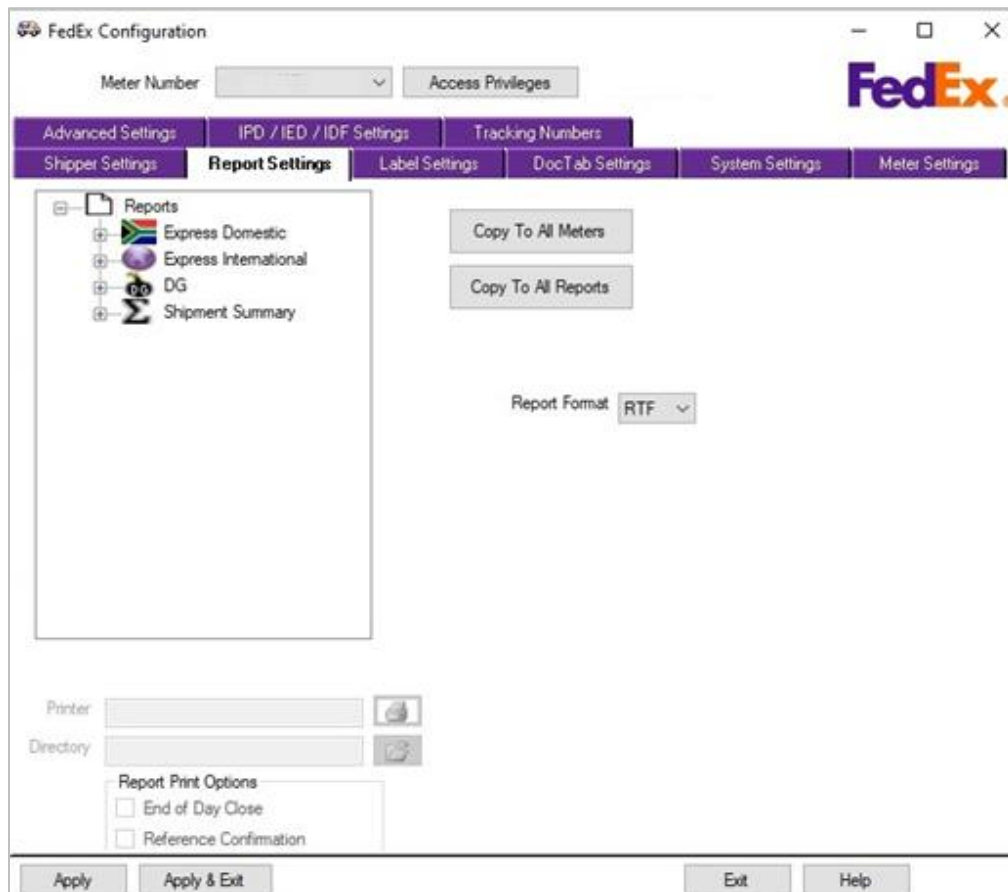 FedEx Configuration
Meter Number
Access Privileges
FedEx.
Advanced Settings
IPD / IED / IDF Settings
Tracking Numbers
Shipper Settings
Report Settings
Label Settings
DocTab Settings
System Settings
Meter Settings
Reports
Express Domestic
Express International
DG
DG
Shipment Summary
Copy To All Meters
Copy To All Reports
Report Format
RTF
Printer
Directory
Report Print Options
End of Day Close
Reference Confirmation
Apply
Apply & Exit
Exit
Help